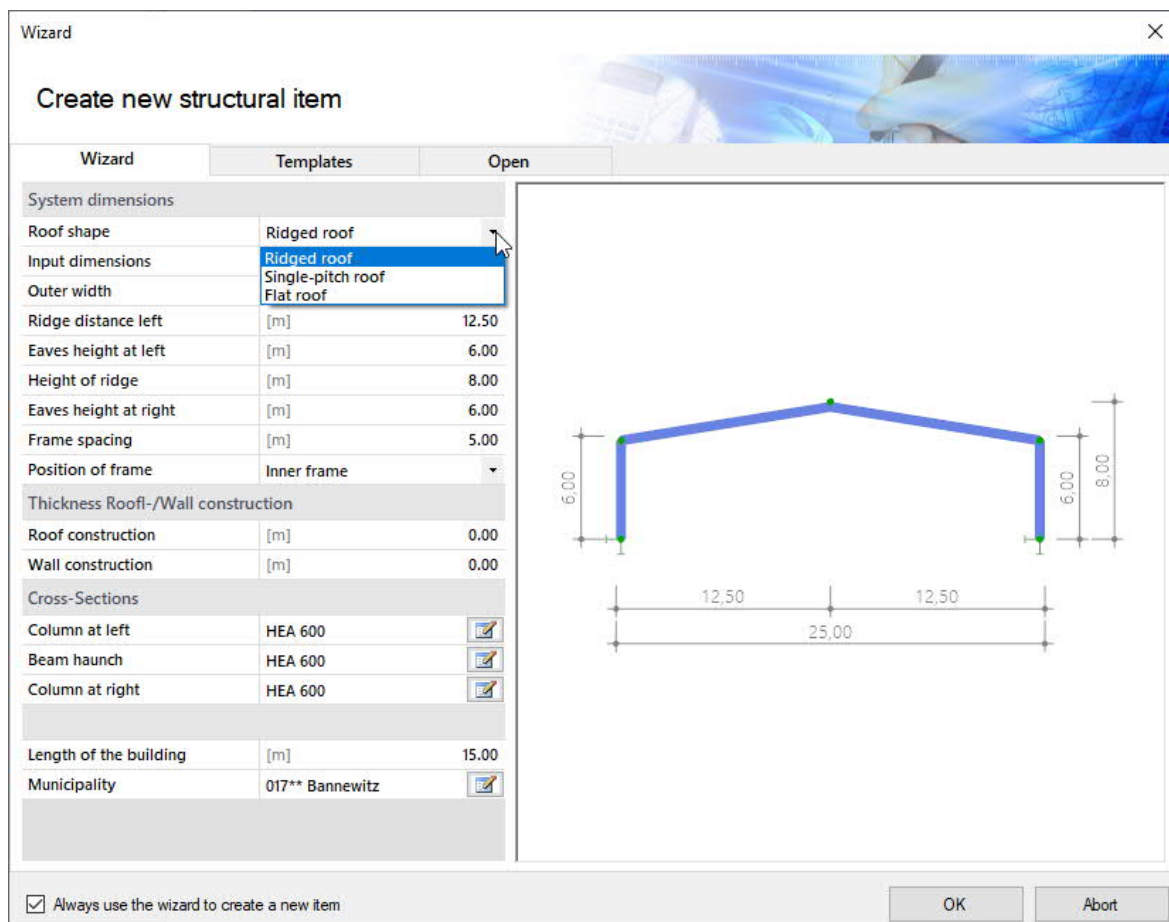 Wizard
Create new structural item
Wizard Templates Open
System dimensions
Roof shape Ridged roof
Input dimensions Ridged roof
Single-pitch roof
Outer width Flat roof
Ridge distance left [m] 12.50
Eaves height at left [m] 6.00
Height of ridge [m] 8.00
Eaves height at right [m] 6.00
Frame spacing [m] 5.00
Position of frame Inner frame
Thickness Roofl-/Wall construction
Roof construction [m] 0.00
Wall construction [m] 0.00
Cross-Sections
Column at left HEA 600
Beam haunch HEA 600
Column at right HEA 600
Length of the building [m] 15.00
Municipality 017** Bannewitz
6,00
6,00
8,00
12,50 12,50
25,00
Always use the wizard to create a new item
OK Abort